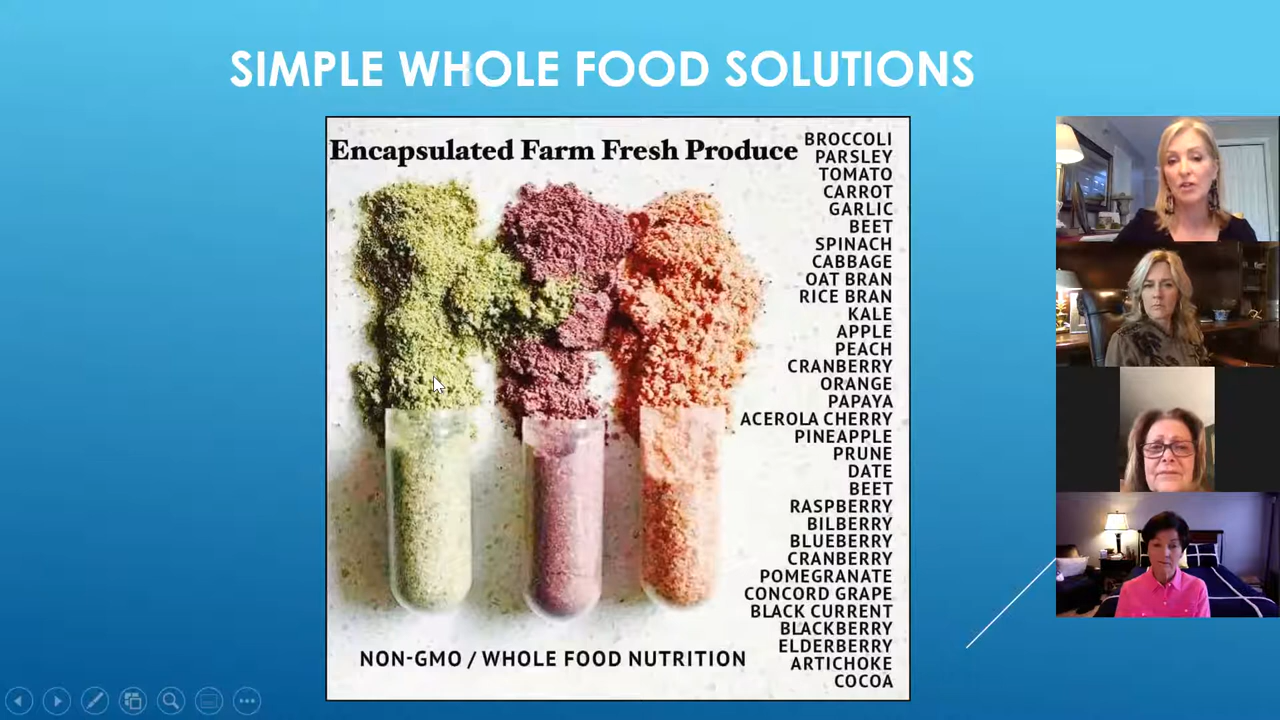 SIMPLE WHOLE FOOD SOLUTIONS
Encapsulated Farm Fresh Produce
BROCCOLI
PARSLEY
TOMATO
CARROT
GARLIC
BEET
SPINACH
CABBAGE
OAT BRAN
RICE BRAN
KALE
APPLE
PEACH
CRANBERRY
ORANGE
PAPAYA
ACEROLA CHERRY
PINEAPPLE
PRUNE
DATE
BEET
RASPBERRY
BILBERRY
BLUEBERRY
CRANBERRY
POMEGRANATE
CONCORD GRAPE
BLACK CURRENT
BLACKBERRY
ELDERBERRY
ARTICHOKE
COCOA
NON-GMO / WHOLE FOOD NUTRITION